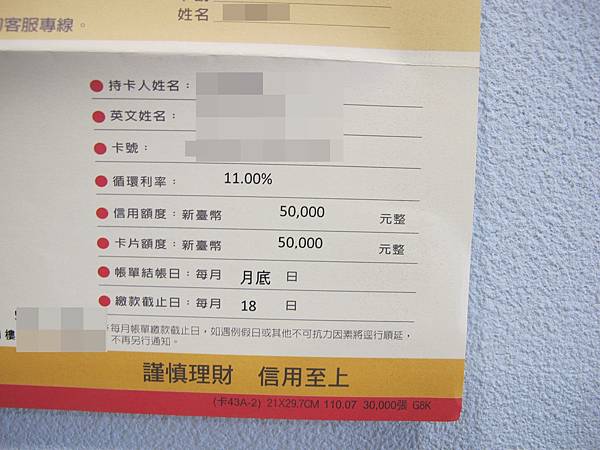 姓名
客服專線。
持卡人姓名：
英文姓名：
卡號：
循環利率： 11.00%
信用額度：新臺幣 50,000 元整
卡片額度：新臺幣 50,000 元整
帳單結帳日：每月 月底 日
繳款截止日：每月 18 日
樓
每月帳單繳款截止日，如遇例假日或其他不可抗力因素將逕行順延，
不再另行通知。
謹慎理財 信用至上
(卡43A-2) 21X29.7CM 110.07 30,000張 G8K